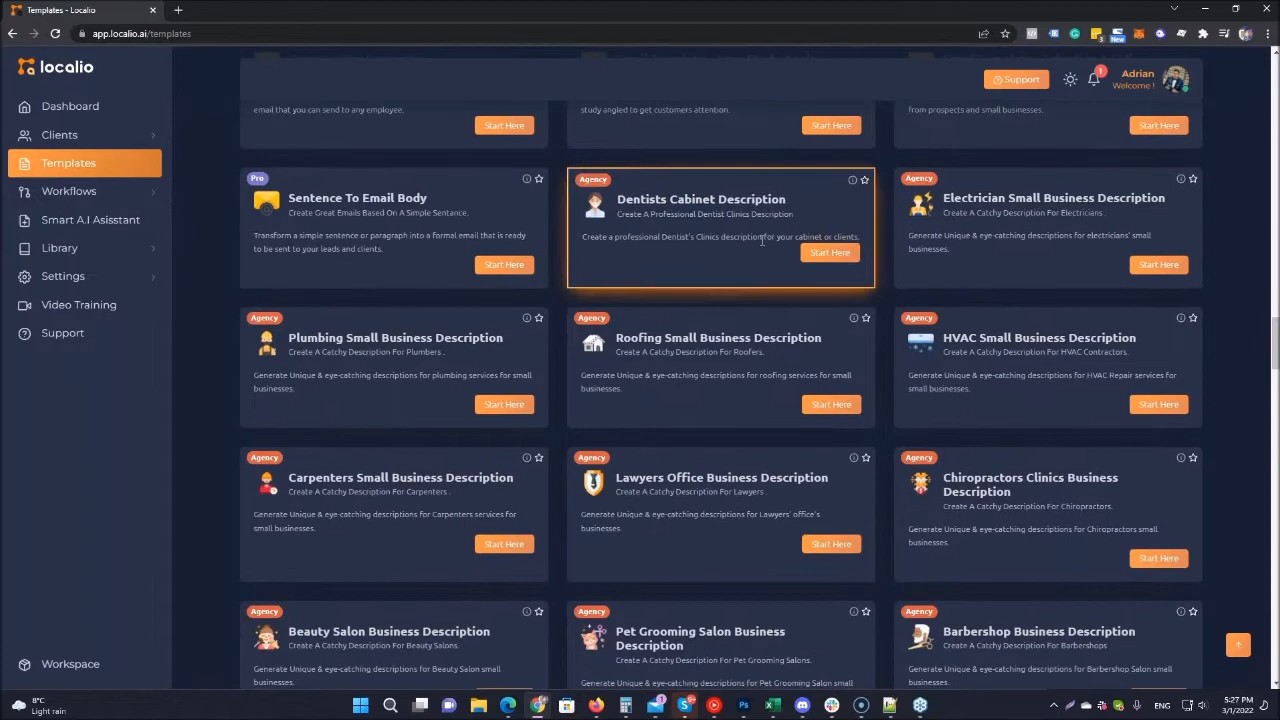 Templates - Localio
app.localio.ai/templates
New
localio
Support
1
Adrian
Welcome !
Dashboard
Clients
Templates
Workflows
Smart A.I Asisstant
Library
Settings
Video Training
Support
Workspace
email that you can send to any employee.
Start Here
study angled to get customers attention.
Start Here
from prospects and small businesses.
Start Here
Pro
Sentence To Email Body
Create Great Emails Based On A Simple Sentance.
Transform a simple sentence or paragraph into a formal email that is ready
to be sent to your leads and clients.
Start Here
Agency
Dentists Cabinet Description
Create A Professional Dentist Clinics Description
Create a professional Dentist's Clinics description for your cabinet or clients.
Start Here
Agency
Electrician Small Business Description
Create A Catchy Description For Electricians .
Generate Unique & eye-catching descriptions for electricians' small
businesses.
Start Here
Agency
Plumbing Small Business Description
Create A Catchy Description For Plumbers .
Generate Unique & eye-catching descriptions for plumbing services for small
businesses.
Start Here
Agency
Roofing Small Business Description
Create A Catchy Description For Roofers.
Generate Unique & eye-catching descriptions for roofing services for small
businesses.
Start Here
HVAC Small Business Description
Create A Catchy Description For HVAC Contractors.
Generate Unique & eye-catching descriptions for HVAC Repair services for
small businesses.
Start Here
Agency
Agency
Carpenters Small Business Description
Create A Catchy Description For Carpenters .
Generate Unique & eye-catching descriptions for Carpenters services for
small businesses.
Start Here
Agency
Lawyers Office Business Description
Create A Catchy Description For Lawyers .
Generate Unique & eye-catching descriptions for Lawyers' office's
businesses.
Start Here
Agency
Chiropractors Clinics Business
Description
Create A Catchy Description For Chiropractors.
Generate Unique & eye-catching descriptions for Chiropractors small
businesses.
Start Here
Agency
Beauty Salon Business Description
Create A Catchy Description For Beauty Salons.
Generate Unique & eye-catching descriptions for Beauty Salon small
Agency
Pet Grooming Salon Business
Description
Create A Catchy Description For Pet Grooming Salons.
Generate Unique & eye-catching descriptions for Pet Grooming Salon small
Agency
Barbershop Business Description
Create A Catchy Description For Barbershops
Generate Unique & eye-catching descriptions for Barbershop Salon small
8°C
Light rain
ENG
5:27 PM
3/1/2022